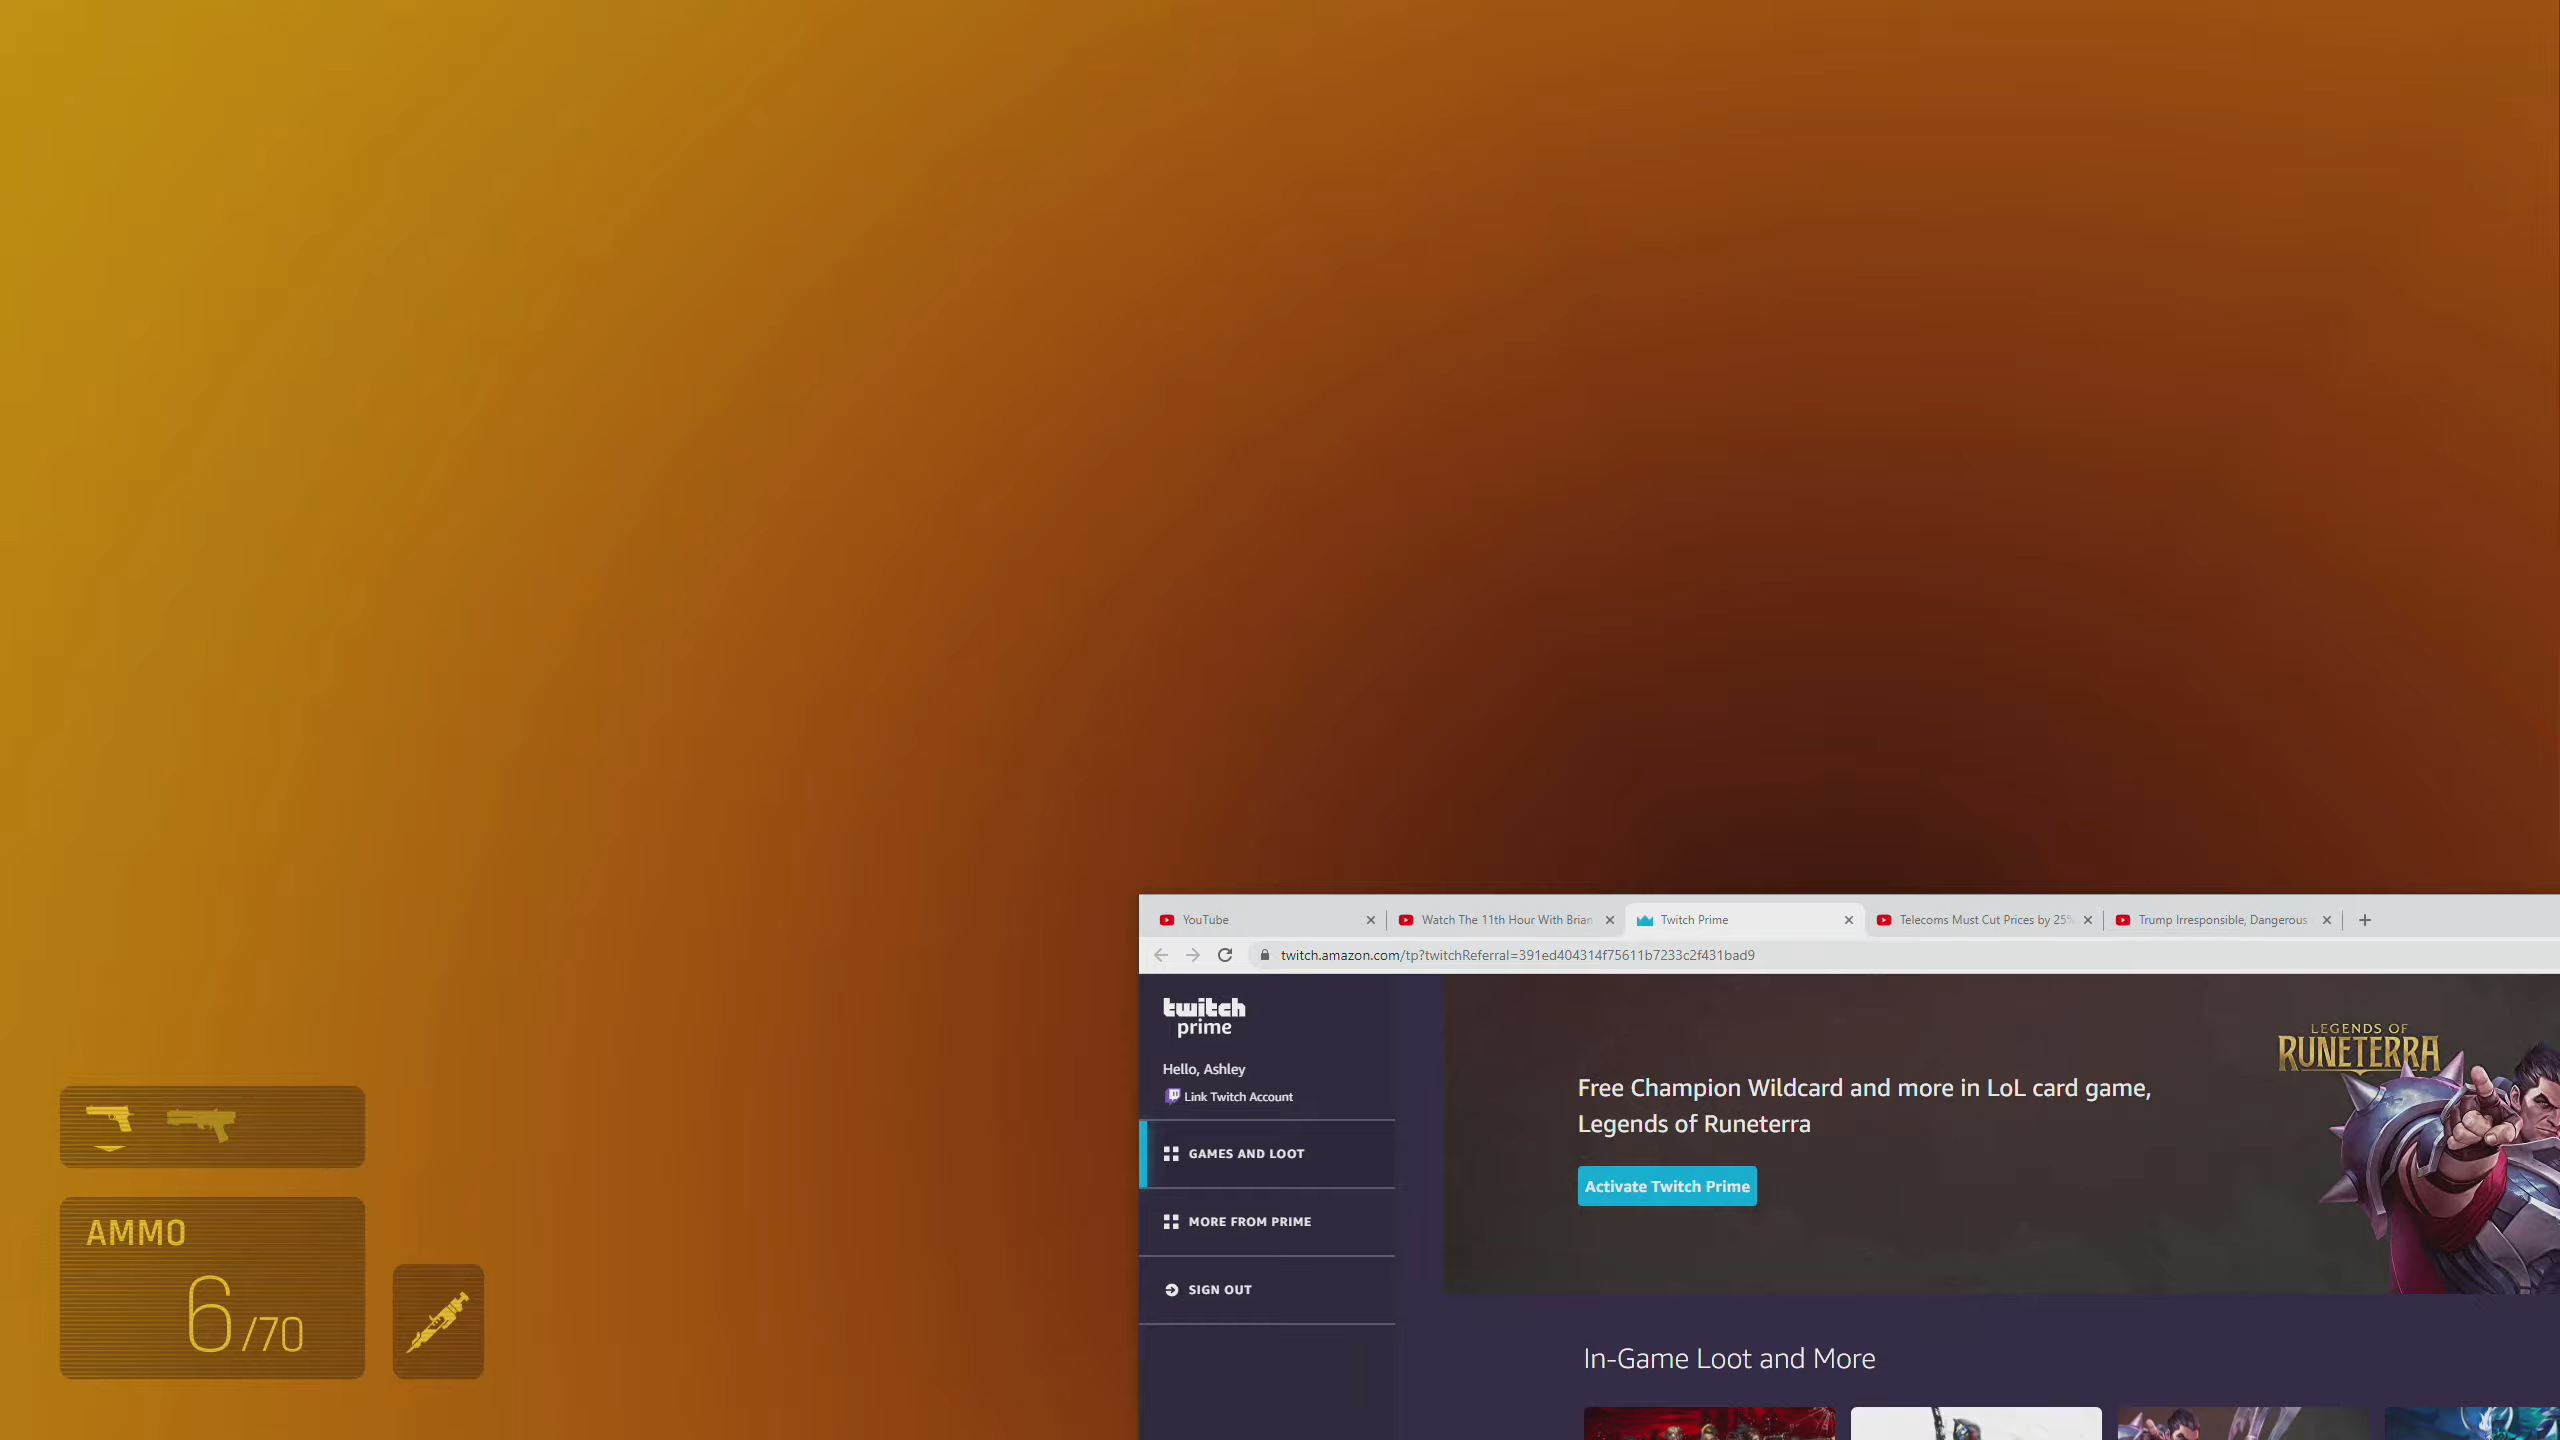 YouTube
Watch The 11th Hour With Brian
Twitch Prime
Telecoms Must Cut Prices by 25%
Trump Irresponsible, Dangerous
twitch.amazon.com/tp?twitchReferral=391ed404314f75611b7233c2f431bad9
twitch
prime
Hello, Ashley
Link Twitch Account
GAMES AND LOOT
MORE FROM PRIME
SIGN OUT
LEGENDS OF
RUNETERRA
Free Champion Wildcard and more in LoL card game,
Legends of Runeterra
Activate Twitch Prime
In-Game Loot and More
AMMO
6/70